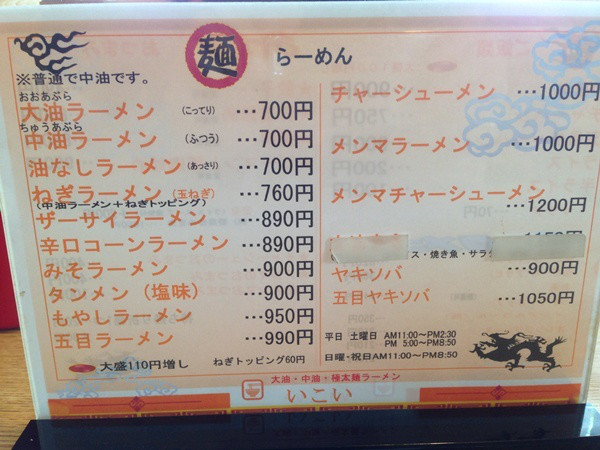 麺 らーめん
※普通で中油です。
おおあぶら
大油ラーメン (こってり) …700円
ちゅうあぶら
中油ラーメン (ふつう) …700円
油なしラーメン (あっさり) …700円
ねぎラーメン (玉ねぎ) …760円
(中油ラーメン+ねぎトッピング)
ザーサイラーメン …890円
辛口コーンラーメン …890円
みそラーメン …900円
タンメン (塩味) …900円
もやしラーメン …950円
五目ラーメン …990円
大盛110円増し ねぎトッピング60円
チャーシューメン …1000円
メンマラーメン …1000円
メンマチャーシューメン …1200円
ス・焼き魚・サラダ
ヤキソバ …900円
五目ヤキソバ …1050円
平日 土曜日 AM11:00〜PM2:30
PM 5:00〜PM8:50
日曜・祝日AM11:00〜PM8:50
大油・中油・極太麺ラーメン
いこい